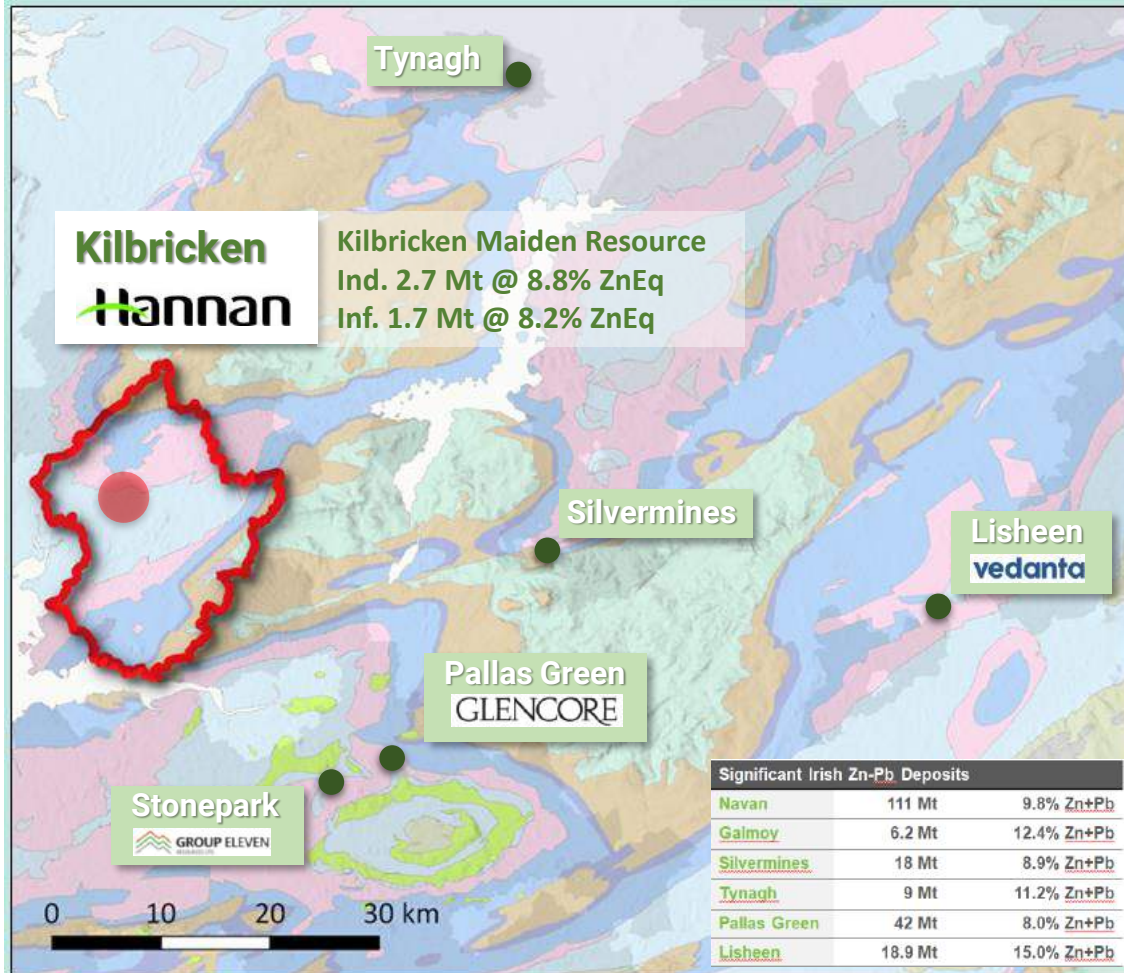 Tynagh
Kilbricken
Hannan
Kilbricken Maiden Resource
Ind. 2.7 Mt @ 8.8% ZnEq
Inf. 1.7 Mt @ 8.2% ZnEq
Silvermines
Lisheen
vedanta
Pallas Green
GLENCORE
Stonepark
GROUP ELEVEN
0 10 20 30 km
Significant Irish Zn-Pb Deposits
Navan 111 Mt 9.8% Zn+Pb
Galmoy 6.2 Mt 12.4% Zn+Pb
Silvermines 18 Mt 8.9% Zn+Pb
Tynagh 9 Mt 11.2% Zn+Pb
Pallas Green 42 Mt 8.0% Zn+Pb
Lisheen 18.9 Mt 15.0% Zn+Pb